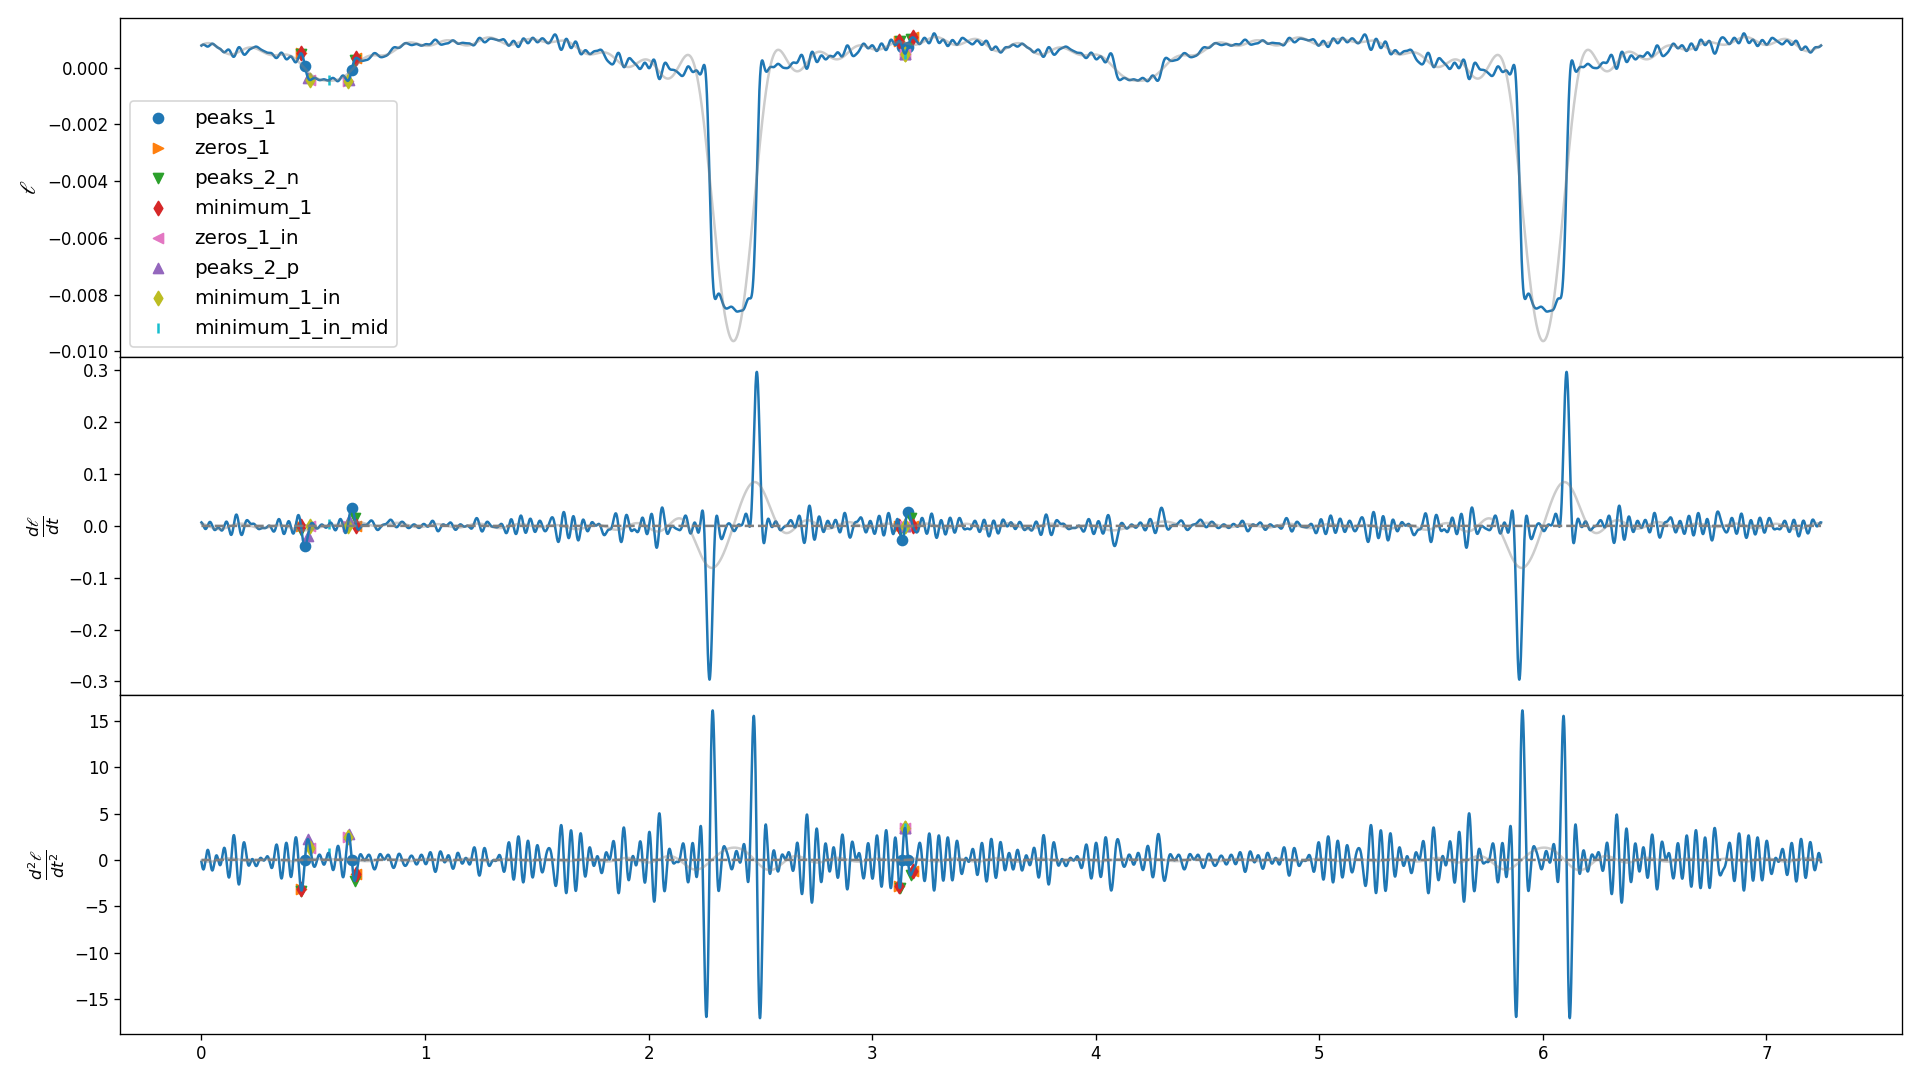 0.000
−0.002
−0.004
−0.006
−0.008
−0.010
ℓ
peaks_1
zeros_1
peaks_2_n
minimum_1
zeros_1_in
peaks_2_p
minimum_1_in
minimum_1_in_mid
0.3
0.2
0.1
0.0
−0.1
−0.2
−0.3
dℓ
dt
15
10
5
0
−5
−10
−15
d²ℓ
dt²
0 1 2 3 4 5 6 7